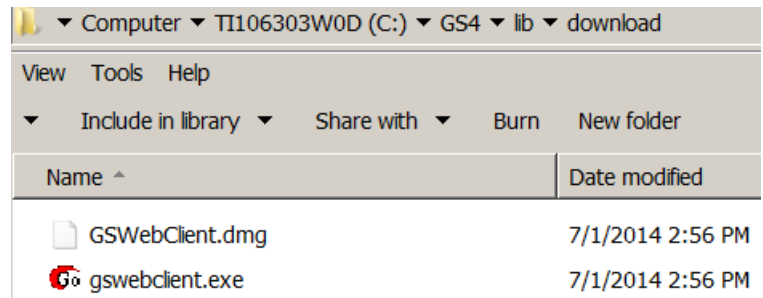 Computer TI106303W0D (C:) GS4 lib download
View Tools Help
Include in library Share with Burn New folder
Name Date modified
GSWebClient.dmg 7/1/2014 2:56 PM
Go gswebclient.exe 7/1/2014 2:56 PM